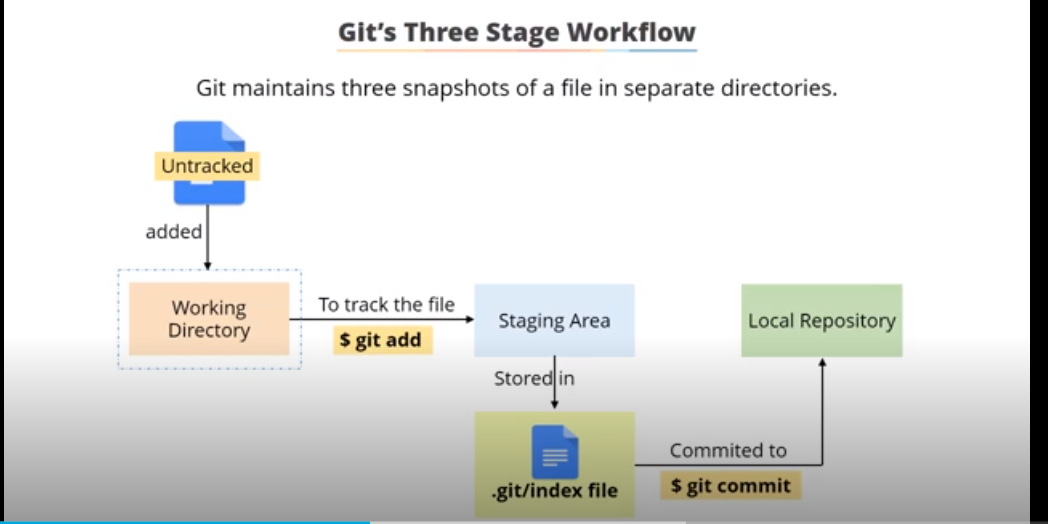 Git's Three Stage Workflow
Git maintains three snapshots of a file in separate directories.
Untracked
added
Working
Directory
To track the file
$ git add
Staging Area
Local Repository
Stored in
.git/index file
Commited to
$ git commit